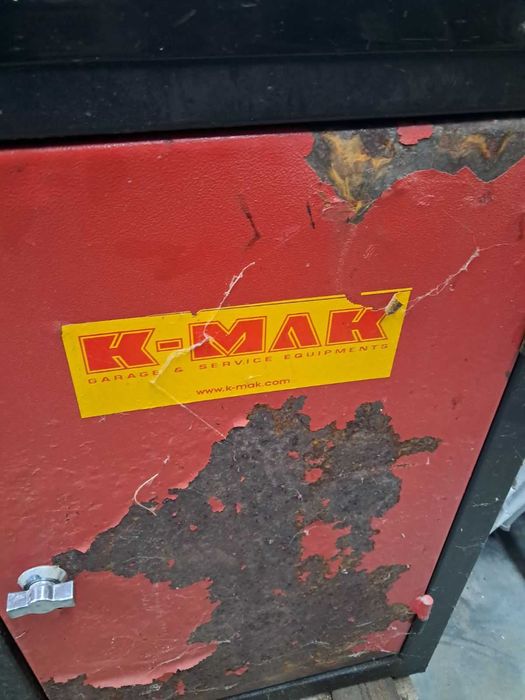 K-MAK
GARAGE & SERVICE EQUIPMENTS
www.k-mak.com